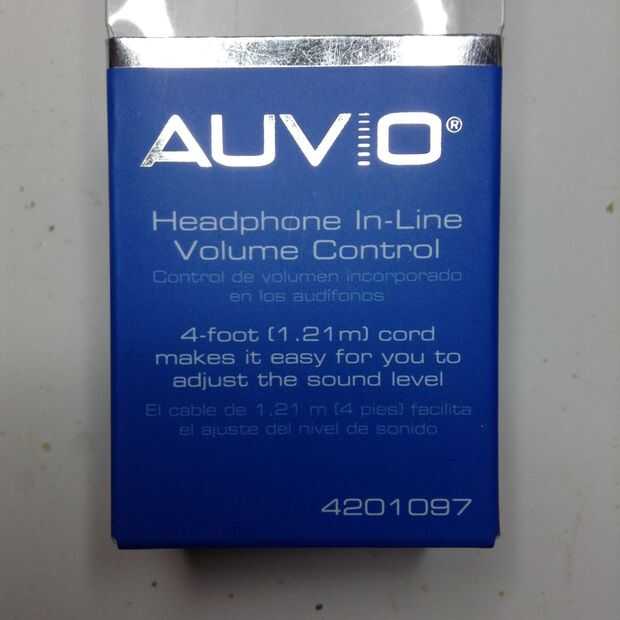 AUVIO®
Headphone In-Line
Volume Control
Control de volumen incorporado
en los audífonos
4-foot (1.21m) cord
makes it easy for you to
adjust the sound level
El cable de 1,21 m (4 pies) facilita
el ajuste del nivel de sonido
4201097